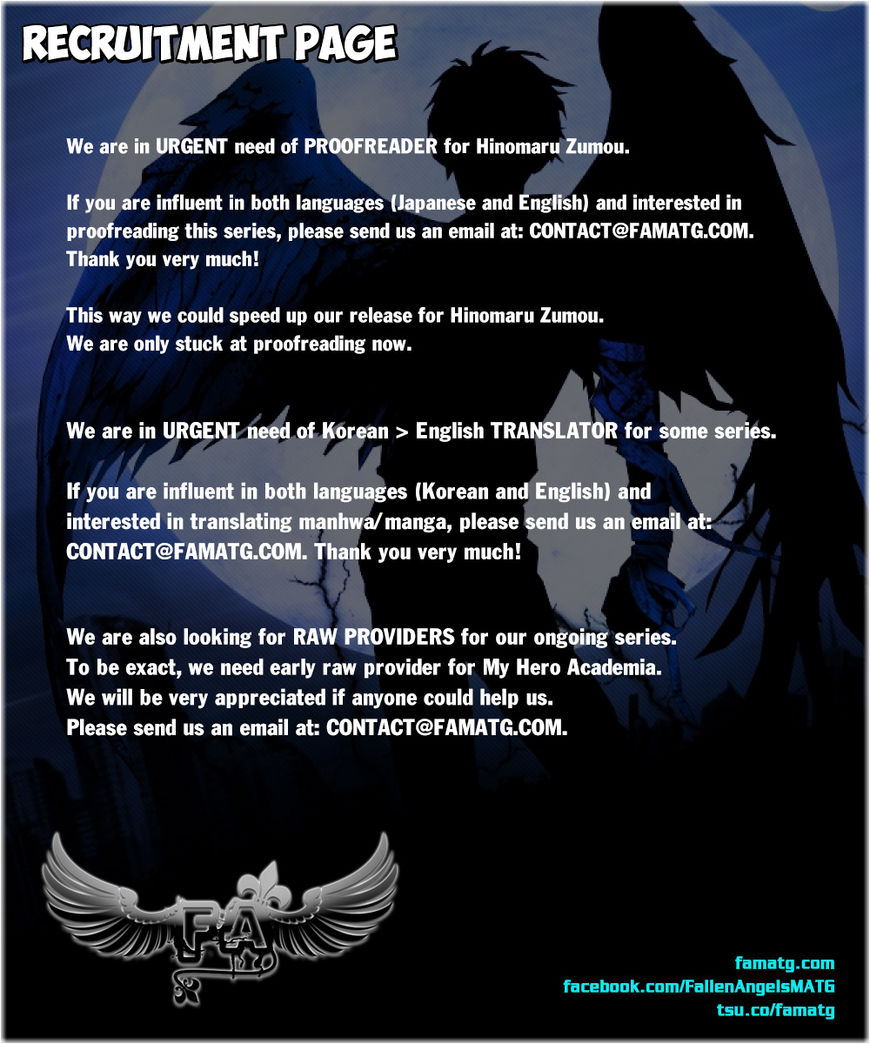 RECRUITMENT PAGE
We are in URGENT need of PROOFREADER for Hinomaru Zumou.
If you are influent in both languages (Japanese and English) and interested in
proofreading this series, please send us an email at: CONTACT@FAMATG.COM.
Thank you very much!
This way we could speed up our release for Hinomaru Zumou.
We are only stuck at proofreading now.
We are in URGENT need of Korean > English TRANSLATOR for some series.
If you are influent in both languages (Korean and English) and
interested in translating manhwa/manga, please send us an email at:
CONTACT@FAMATG.COM. Thank you very much!
We are also looking for RAW PROVIDERS for our ongoing series.
To be exact, we need early raw provider for My Hero Academia.
We will be very appreciated if anyone could help us.
Please send us an email at: CONTACT@FAMATG.COM.
FA
famatg.com
facebook.com/FallenAngelsMATG
tsu.co/famatg